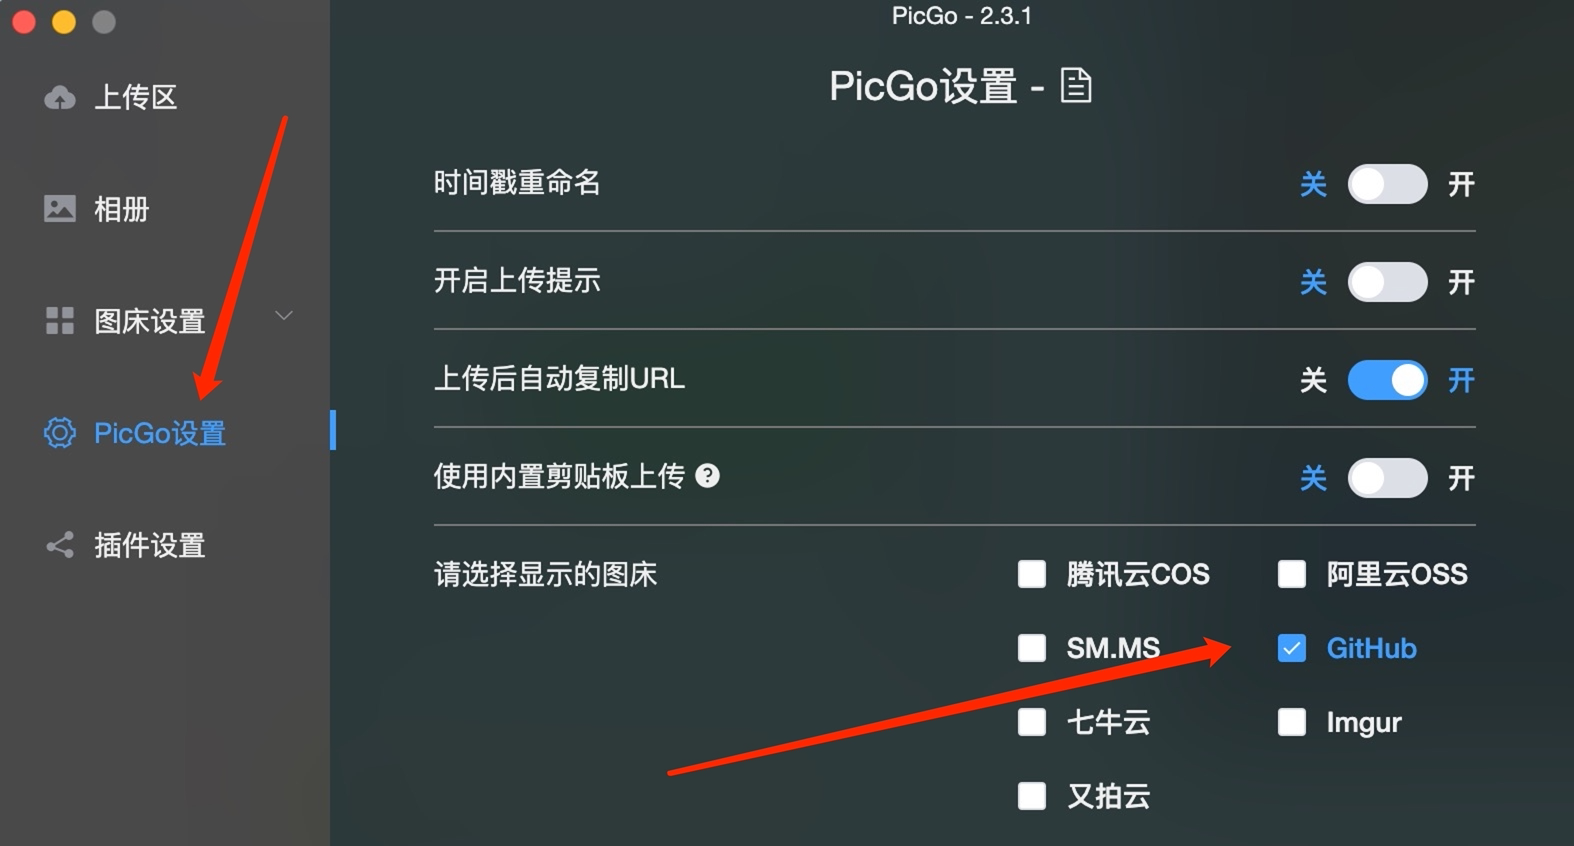 PicGo - 2.3.1
上传区
相册
图床设置
PicGo设置
插件设置
PicGo设置 -
时间戳重命名 关 开
开启上传提示 关 开
上传后自动复制URL 关 开
使用内置剪贴板上传 ? 关 开
请选择显示的图床 腾讯云COS 阿里云OSS
SM.MS GitHub
七牛云 Imgur
又拍云